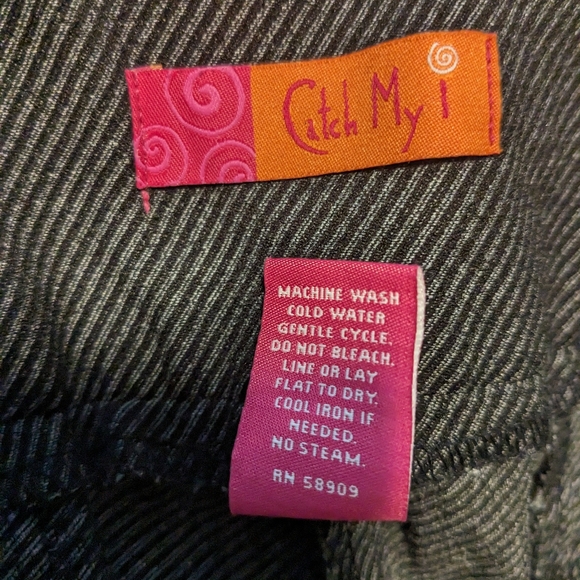 Catch My i
MACHINE WASH
COLD WATER
GENTLE CYCLE.
DO NOT BLEACH.
LINE OR LAY
FLAT TO DRY.
COOL IRON IF
NEEDED.
NO STEAM.
RN 58909